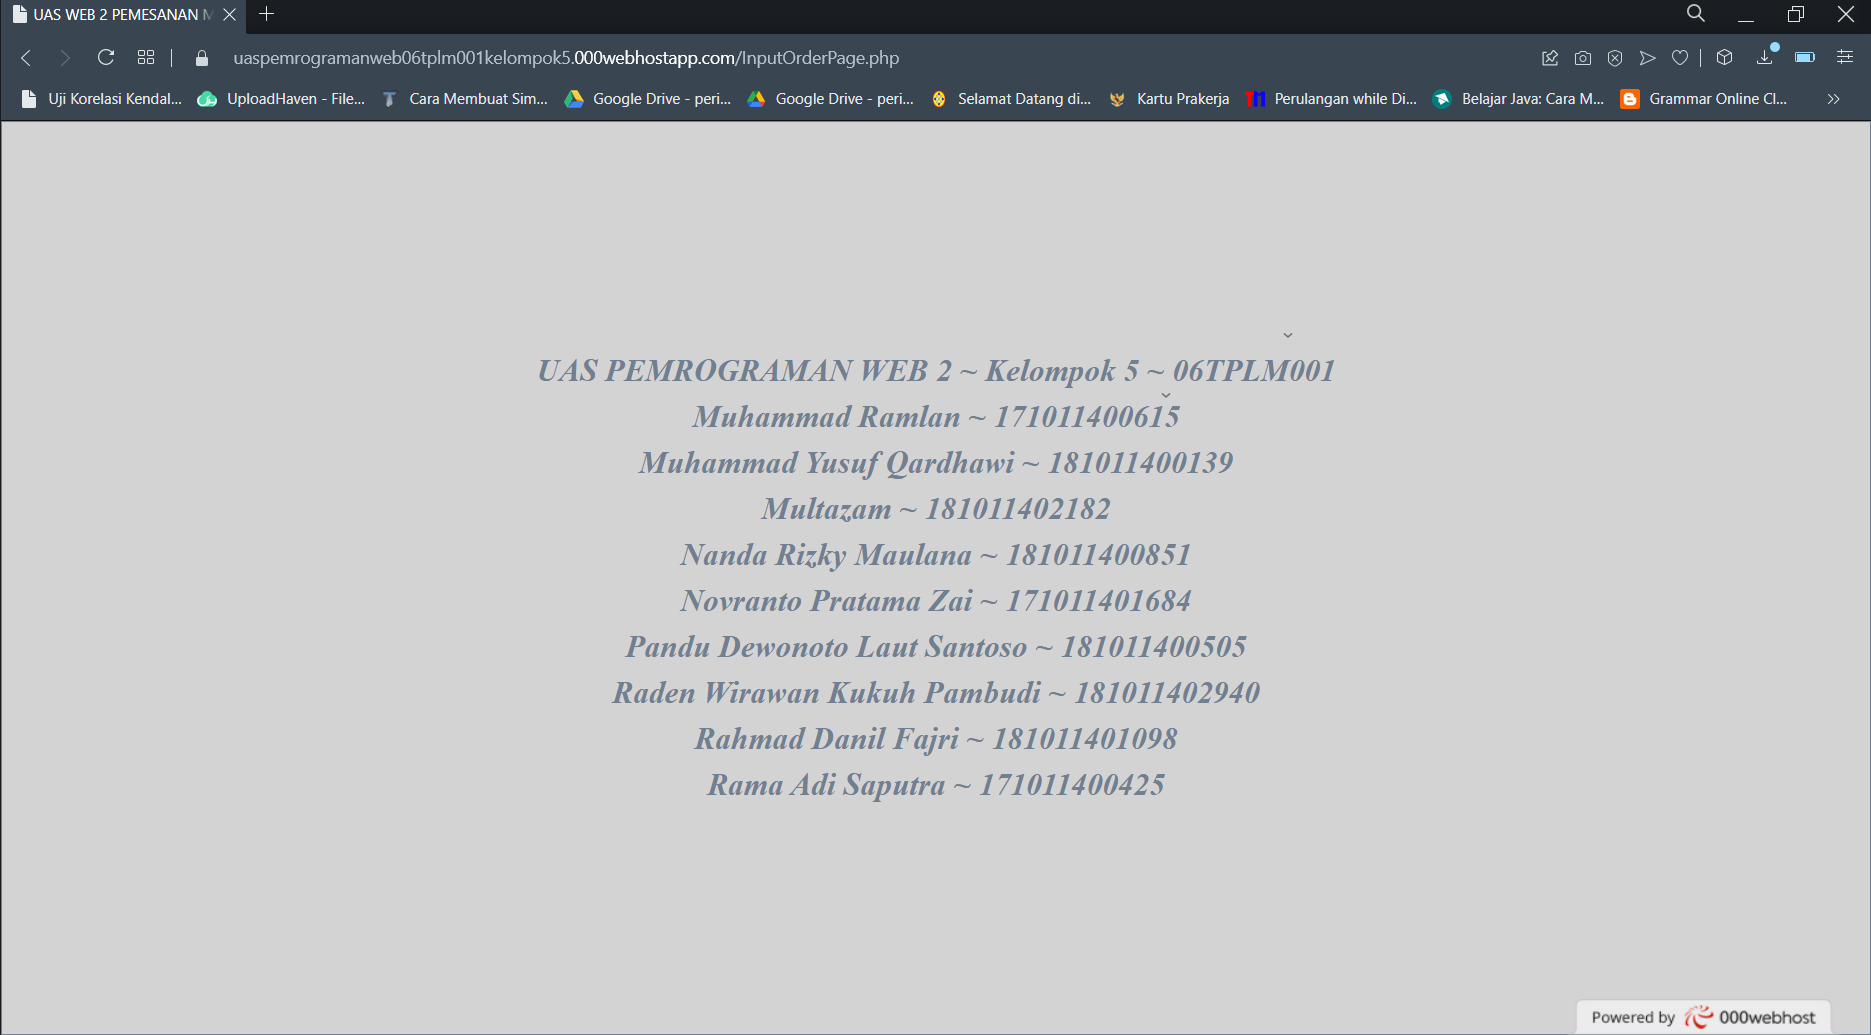 UAS WEB 2 PEMESANAN M
uaspemrogramanweb06tplm001kelompok5.000webhostapp.com/InputOrderPage.php
Uji Korelasi Kendal... UploadHaven - File... Cara Membuat Sim... Google Drive - peri... Google Drive - peri... Selamat Datang di... Kartu Prakerja Perulangan while Di... Belajar Java: Cara M... Grammar Online Cl...
UAS PEMROGRAMAN WEB 2 ~ Kelompok 5 ~ 06TPLM001
Muhammad Ramlan ~ 171011400615
Muhammad Yusuf Qardhawi ~ 181011400139
Multazam ~ 181011402182
Nanda Rizky Maulana ~ 181011400851
Novranto Pratama Zai ~ 171011401684
Pandu Dewonoto Laut Santoso ~ 181011400505
Raden Wirawan Kukuh Pambudi ~ 181011402940
Rahmad Danil Fajri ~ 181011401098
Rama Adi Saputra ~ 171011400425
Powered by 000webhost